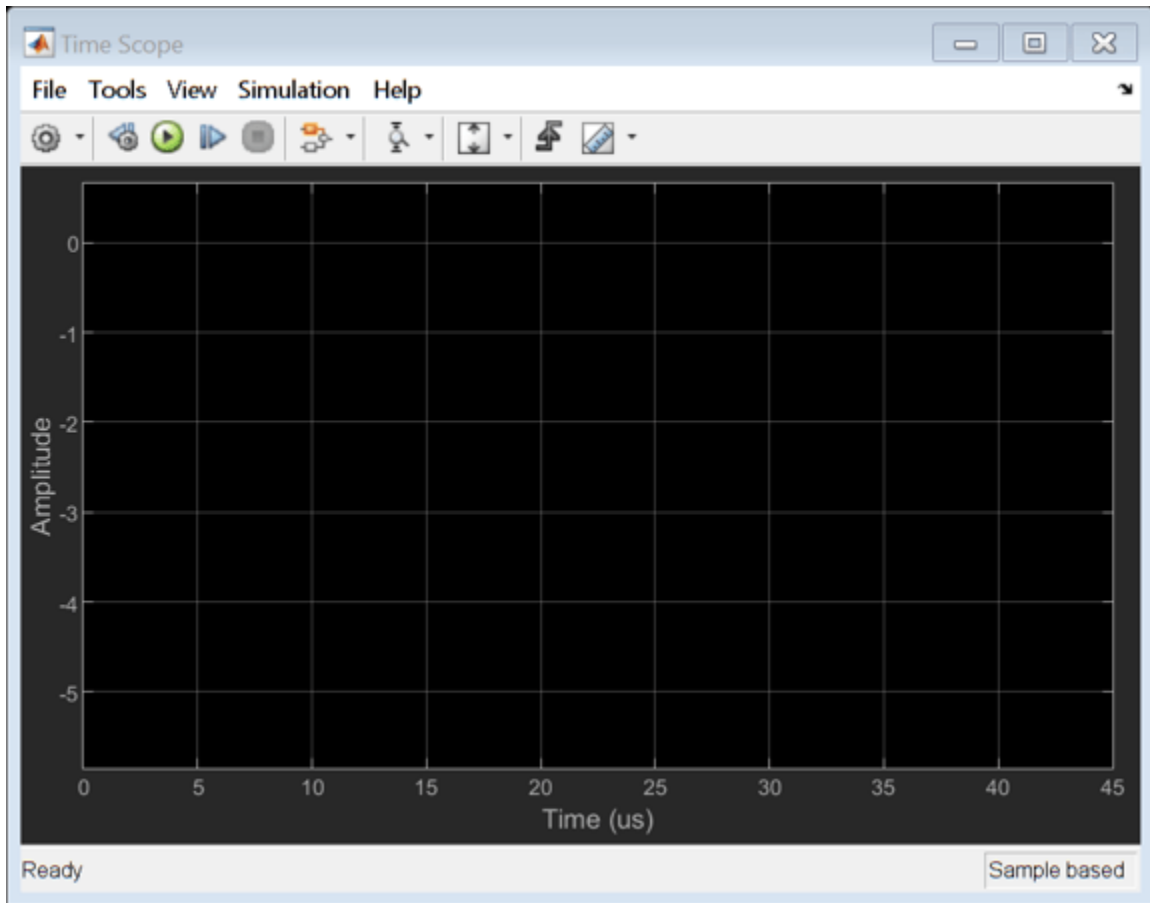 Time Scope
File Tools View Simulation Help
0
-1
-2
-3
-4
-5
Amplitude
0 5 10 15 20 25 30 35 40 45
Time (us)
Ready Sample based